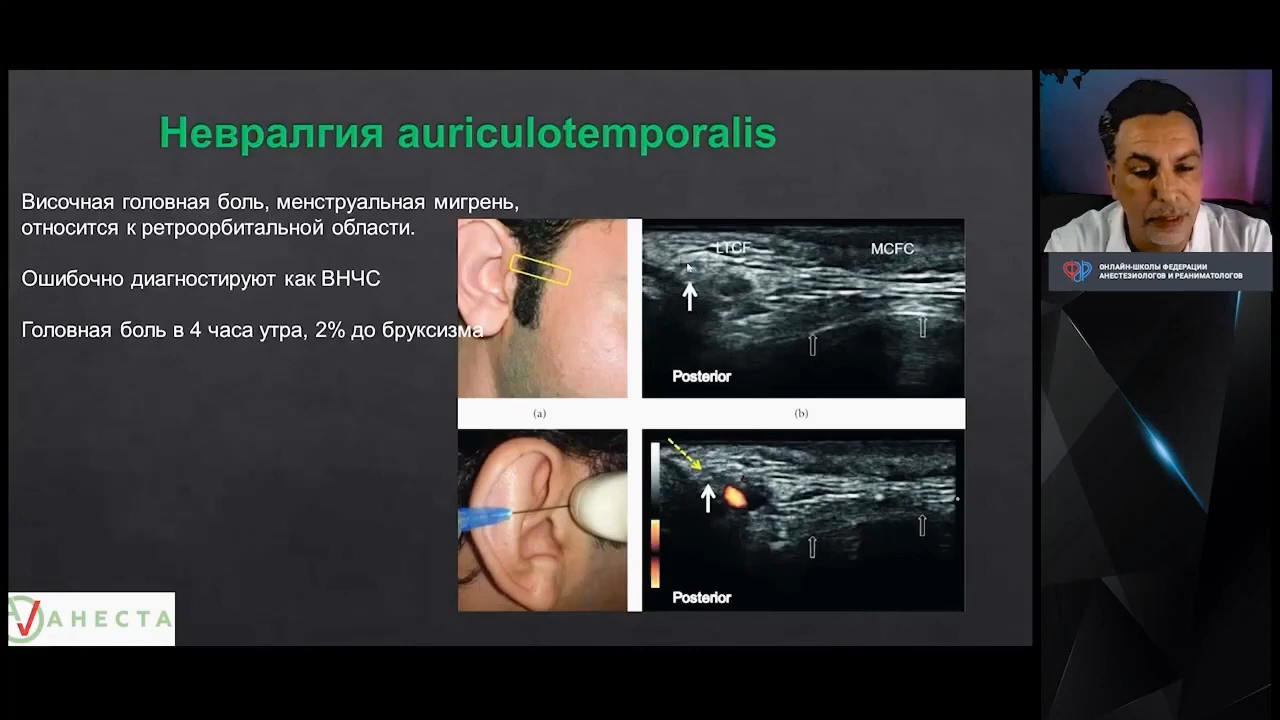 Невралгия auriculotemporalis
Височная головная боль, менструальная мигрень,
относится к ретроорбитальной области.
Ошибочно диагностируют как ВНЧС
Головная боль в 4 часа утра, 2% до бруксизма
LTCF
MCFC
Posterior
(a)
(b)
Posterior
АНЕСТА
ОНЛАЙН-ШКОЛЫ ФЕДЕРАЦИИ
АНЕСТЕЗИОЛОГОВ И РЕАНИМАТОЛОГОВ